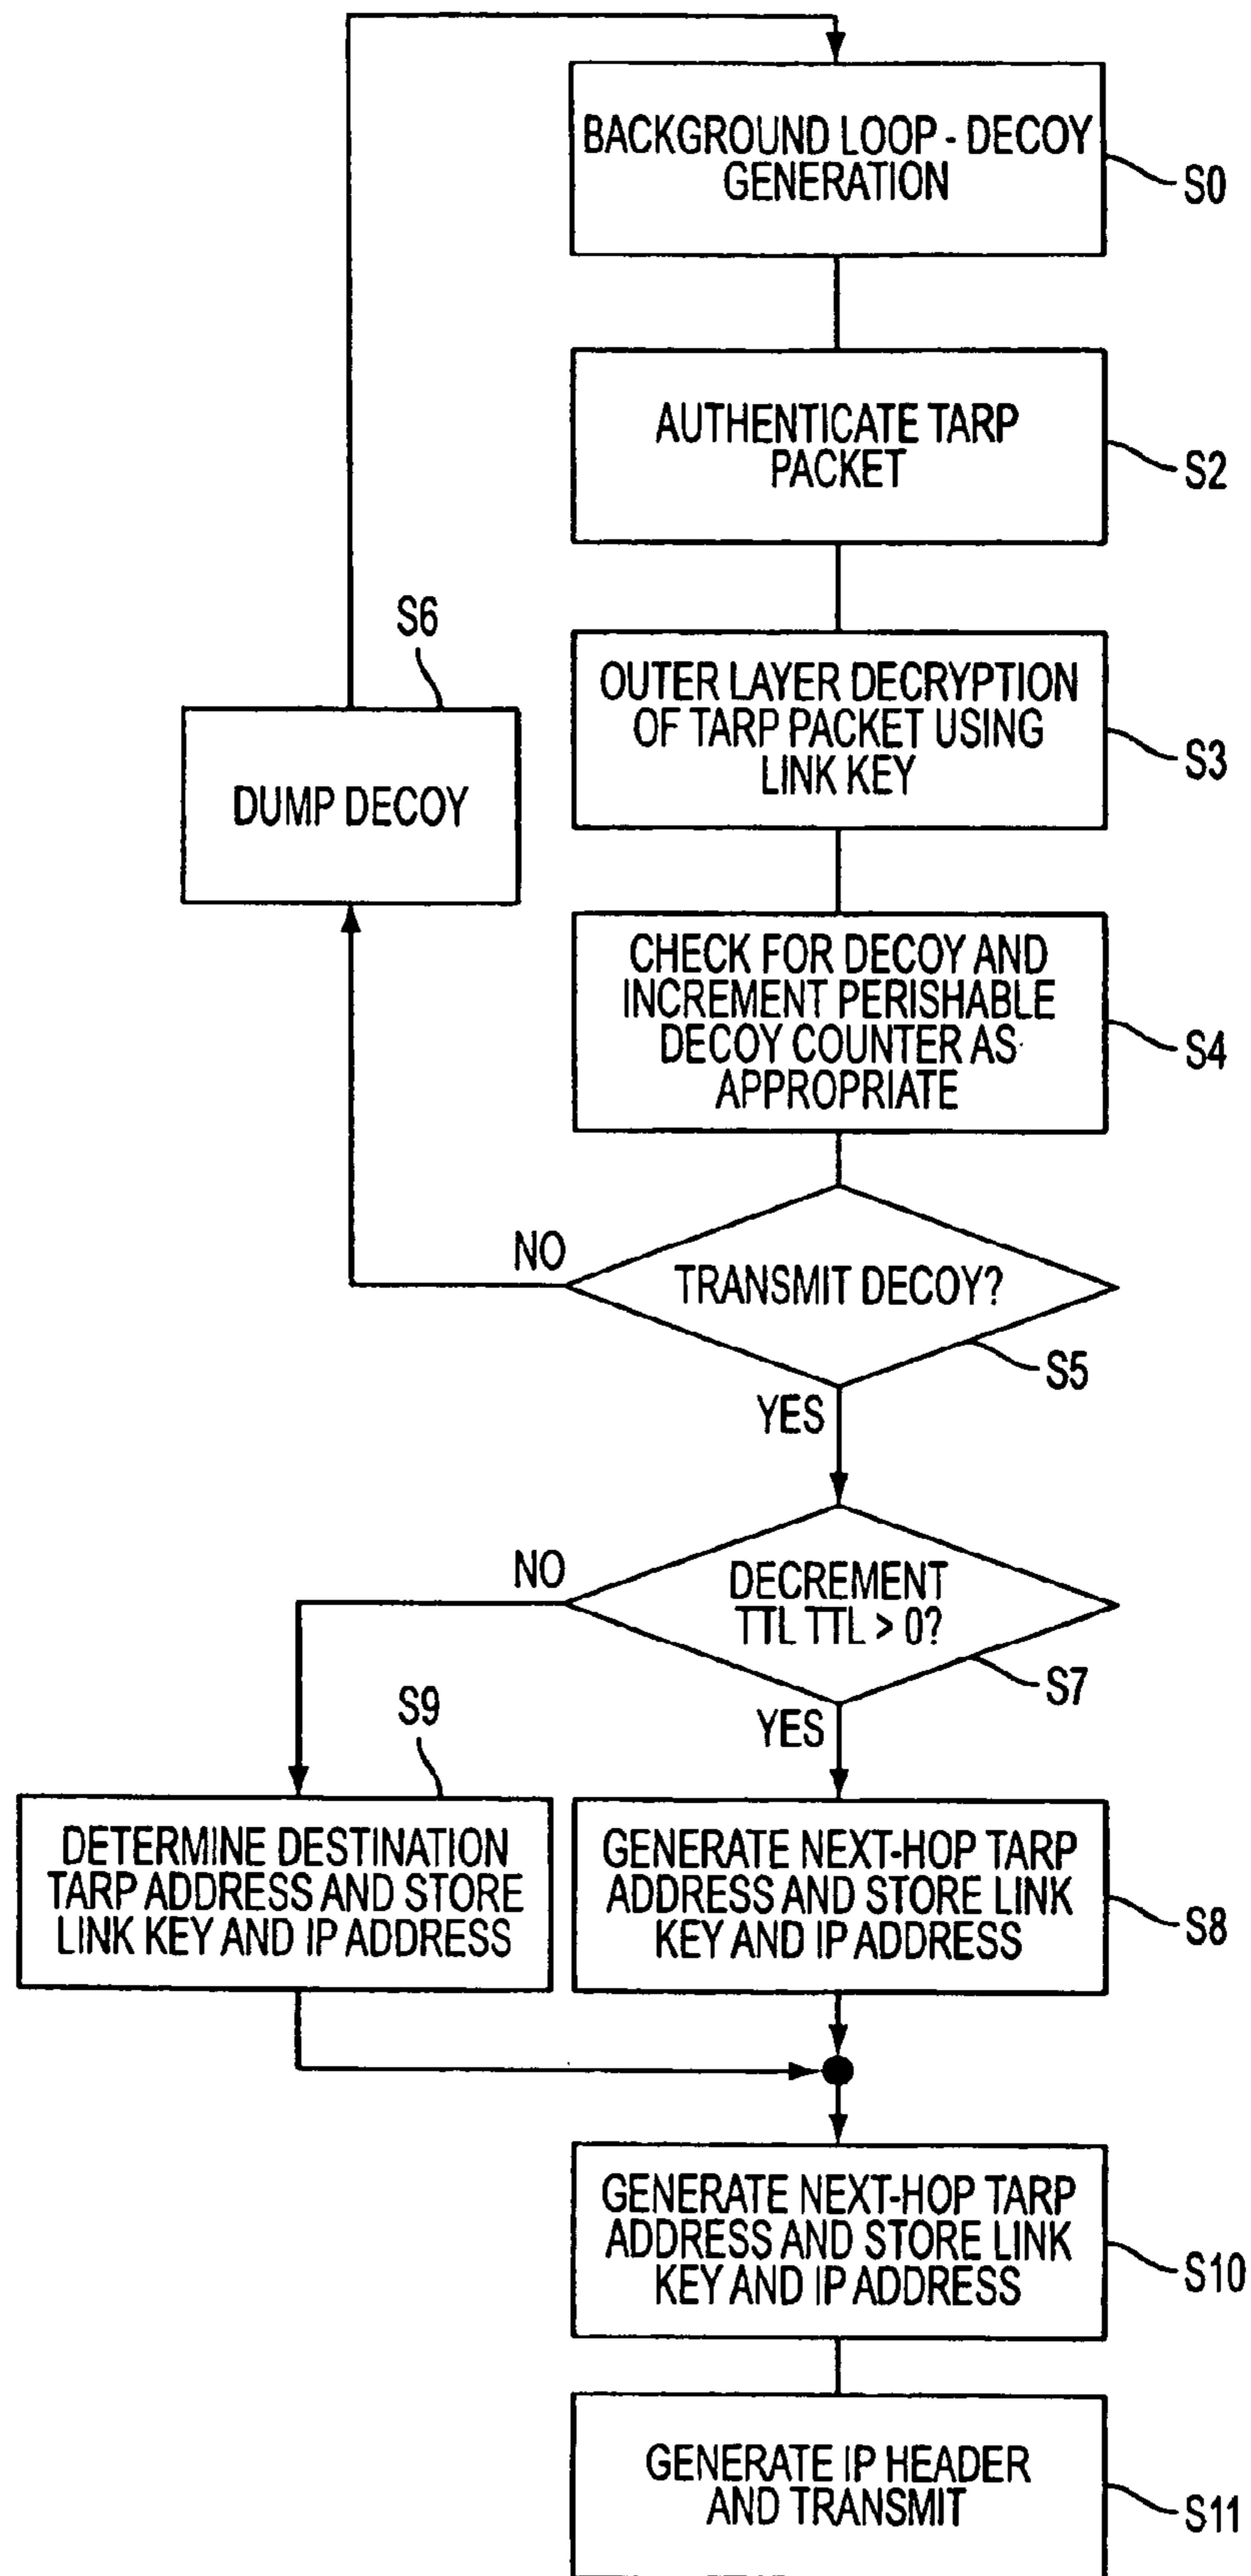 BACKGROUND LOOP - DECOY
GENERATION
S0
AUTHENTICATE TARP
PACKET
S2
S6
OUTER LAYER DECRYPTION
OF TARP PACKET USING
LINK KEY
S3
DUMP DECOY
CHECK FOR DECOY AND
INCREMENT PERISHABLE
DECOY COUNTER AS
APPROPRIATE
S4
NO
TRANSMIT DECOY?
S5
YES
NO
DECREMENT
TTL TTL > 0?
S7
YES
S9
DETERMINE DESTINATION
TARP ADDRESS AND STORE
LINK KEY AND IP ADDRESS
GENERATE NEXT-HOP TARP
ADDRESS AND STORE LINK
KEY AND IP ADDRESS
S8
GENERATE NEXT-HOP TARP
ADDRESS AND STORE LINK
KEY AND IP ADDRESS
S10
GENERATE IP HEADER
AND TRANSMIT
S11